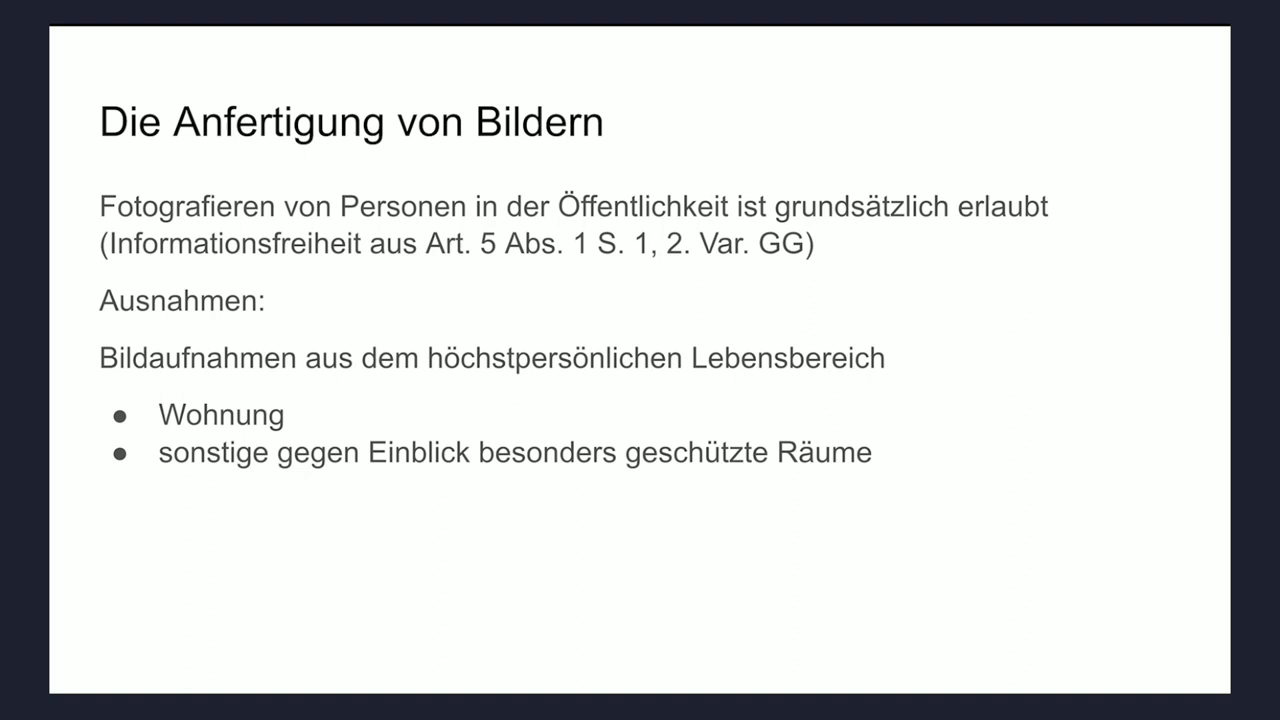 Die Anfertigung von Bildern
Fotografieren von Personen in der Öffentlichkeit ist grundsätzlich erlaubt
(Informationsfreiheit aus Art. 5 Abs. 1 S. 1, 2. Var. GG)
Ausnahmen:
Bildaufnahmen aus dem höchstpersönlichen Lebensbereich
● Wohnung
● sonstige gegen Einblick besonders geschützte Räume